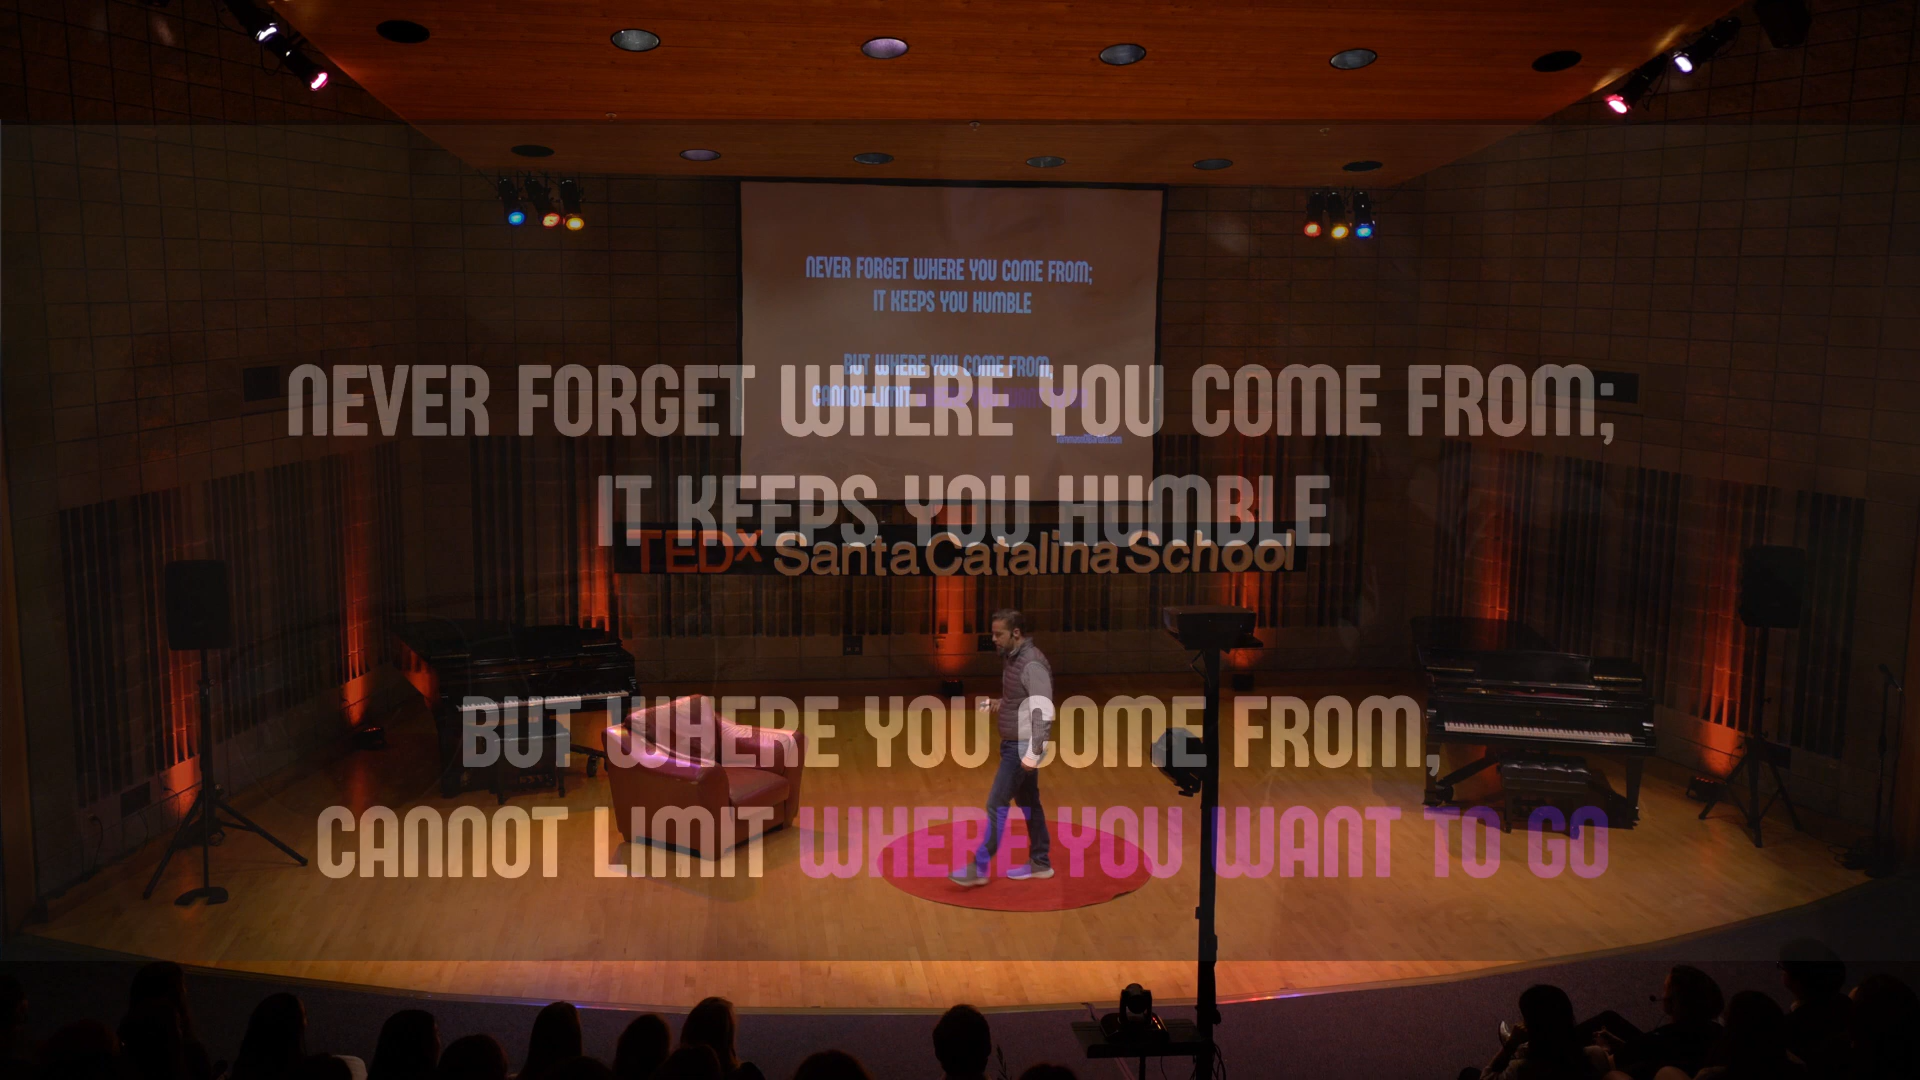 NEVER FORGET WHERE YOU COME FROM;
IT KEEPS YOU HUMBLE
BUT WHERE YOU COME FROM,
CANNOT LIMIT
NEVER FORGET WHERE YOU COME FROM;
IT KEEPS YOU HUMBLE
TEDx SantaCatalinaSchool
BUT WHERE YOU COME FROM,
CANNOT LIMIT WHERE YOU WANT TO GO